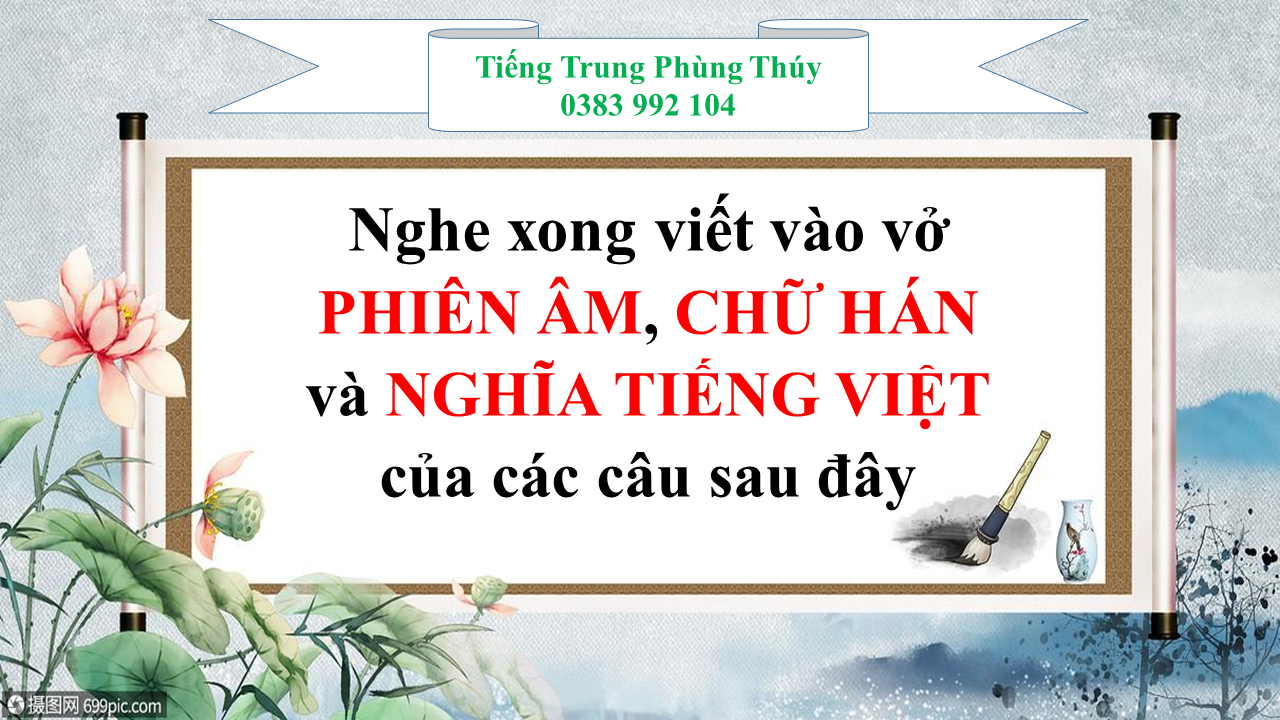 Tiếng Trung Phùng Thúy
0383 992 104
Nghe xong viết vào vở
PHIÊN ÂM, CHỮ HÁN
và NGHĨA TIẾNG VIỆT
của các câu sau đây
摄图网 699pic.com